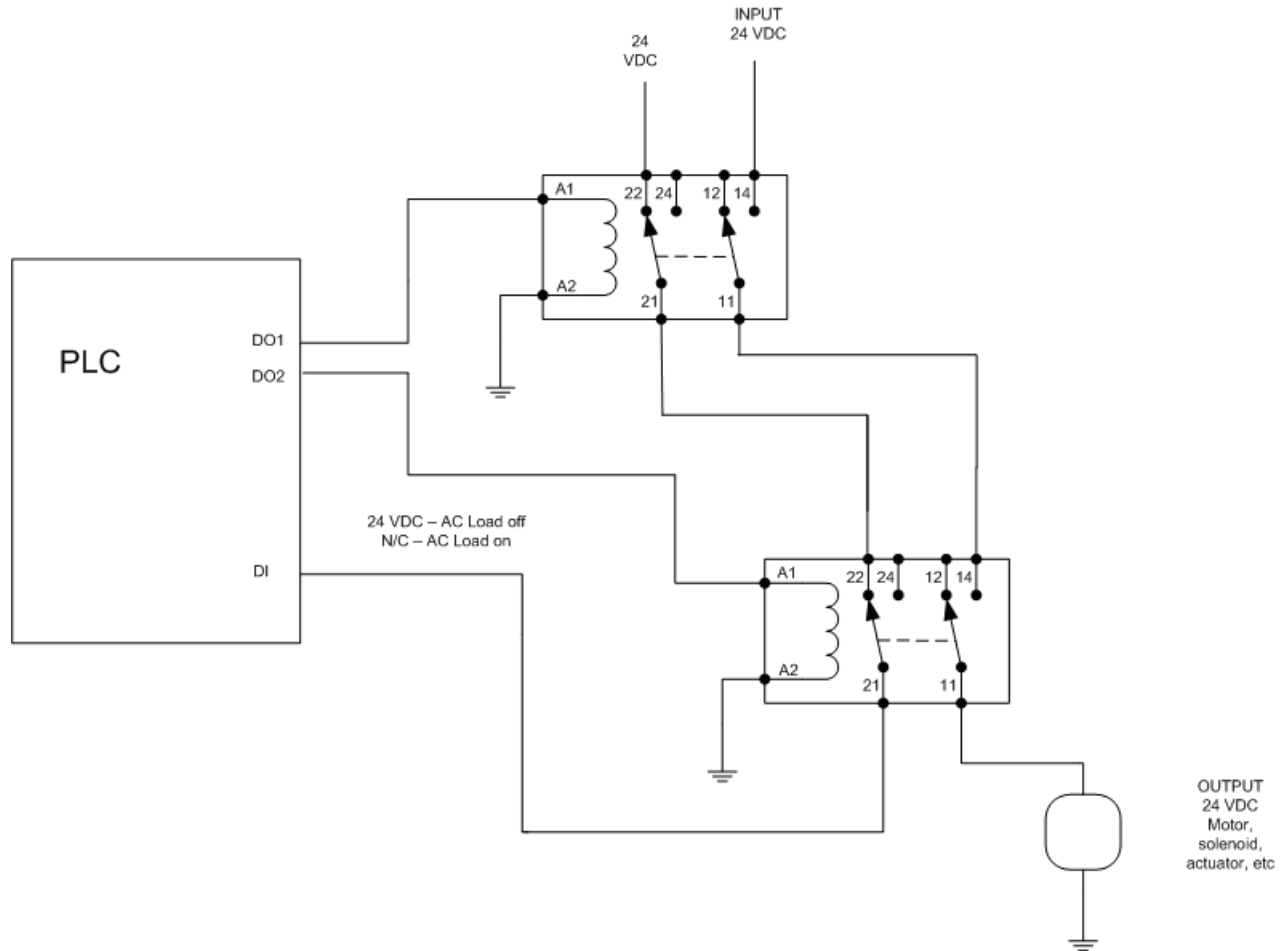 INPUT
24 VDC
24
VDC
A1
22
24
12
14
A2
21
11
PLC
DO1
DO2
24 VDC – AC Load off
N/C – AC Load on
DI
A1
22
24
12
14
A2
21
11
OUTPUT
24 VDC
Motor,
solenoid,
actuator, etc